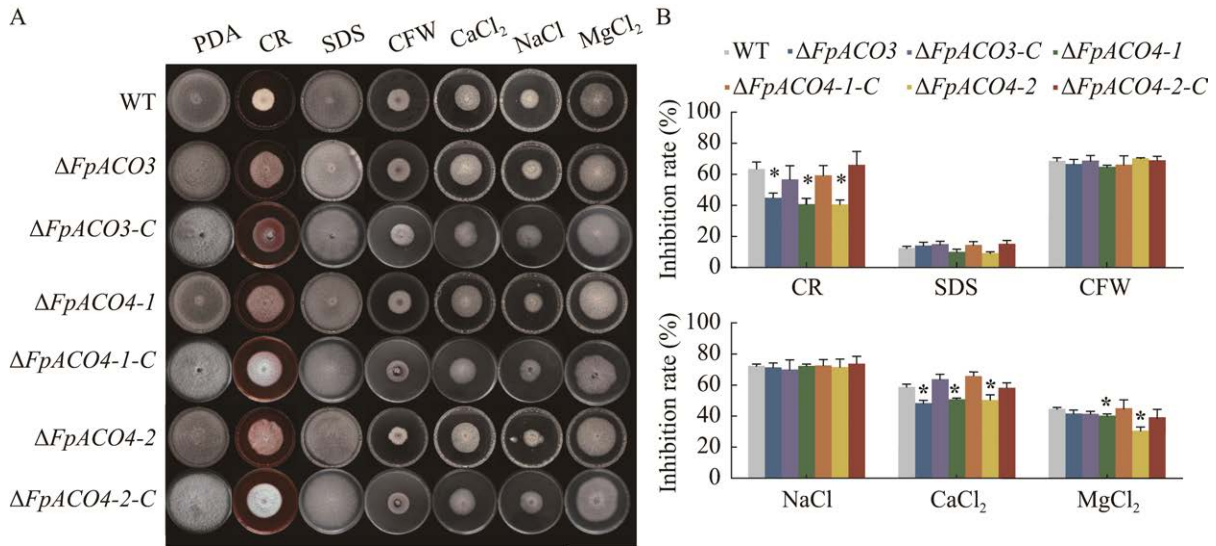 A
PDA CR SDS CFW CaCl₂ NaCl MgCl₂
WT
ΔFpACO3
ΔFpACO3-C
ΔFpACO4-1
ΔFpACO4-1-C
ΔFpACO4-2
ΔFpACO4-2-C
B
WT ΔFpACO3 ΔFpACO3-C ΔFpACO4-1
ΔFpACO4-1-C ΔFpACO4-2 ΔFpACO4-2-C
Inhibition rate (%)
100
80
60
40
20
0
* * *
CR SDS CFW
Inhibition rate (%)
100
80
60
40
20
0
* * * * *
NaCl CaCl₂ MgCl₂